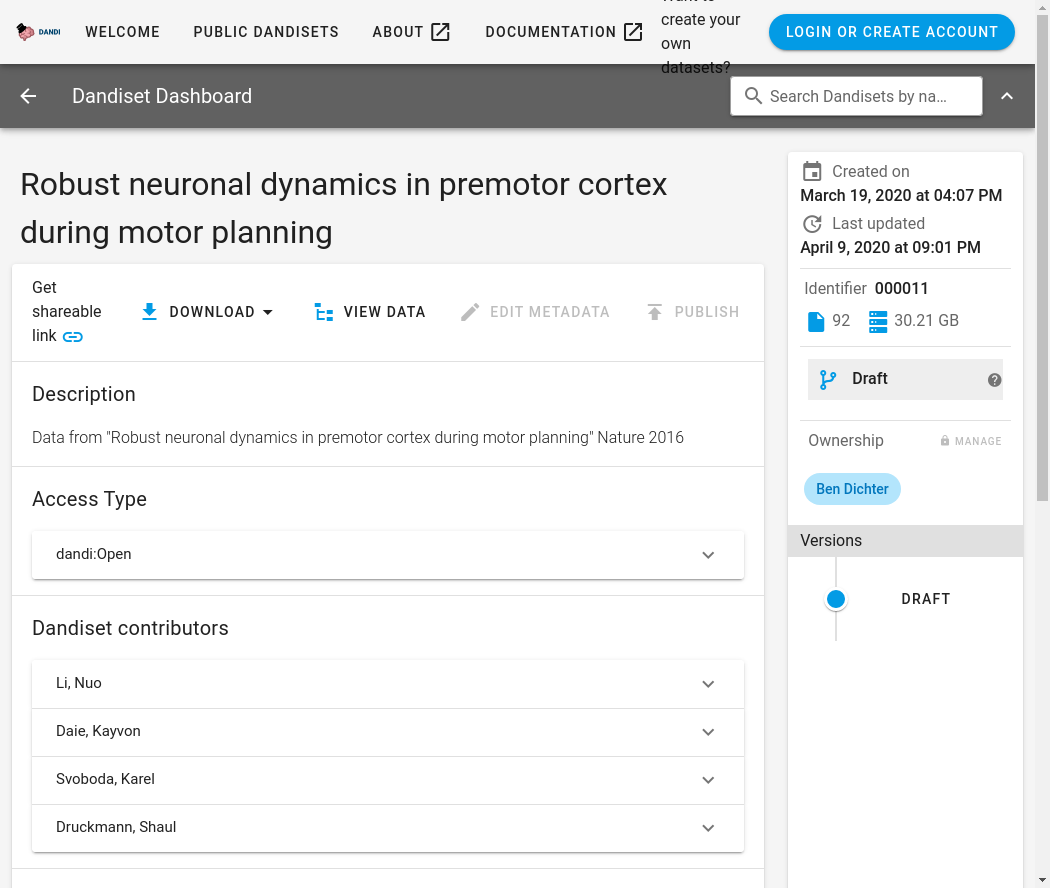 DANDI
WELCOME
PUBLIC DANDISETS
ABOUT
DOCUMENTATION
create your
own
datasets?
LOGIN OR CREATE ACCOUNT
Dandiset Dashboard
Search Dandisets by na...
Robust neuronal dynamics in premotor cortex
during motor planning
Get
shareable
link
DOWNLOAD
VIEW DATA
EDIT METADATA
PUBLISH
Description
Data from "Robust neuronal dynamics in premotor cortex during motor planning" Nature 2016
Access Type
dandi:Open
Dandiset contributors
Li, Nuo
Daie, Kayvon
Svoboda, Karel
Druckmann, Shaul
Created on
March 19, 2020 at 04:07 PM
Last updated
April 9, 2020 at 09:01 PM
Identifier 000011
92 30.21 GB
Draft
Ownership
MANAGE
Ben Dichter
Versions
DRAFT